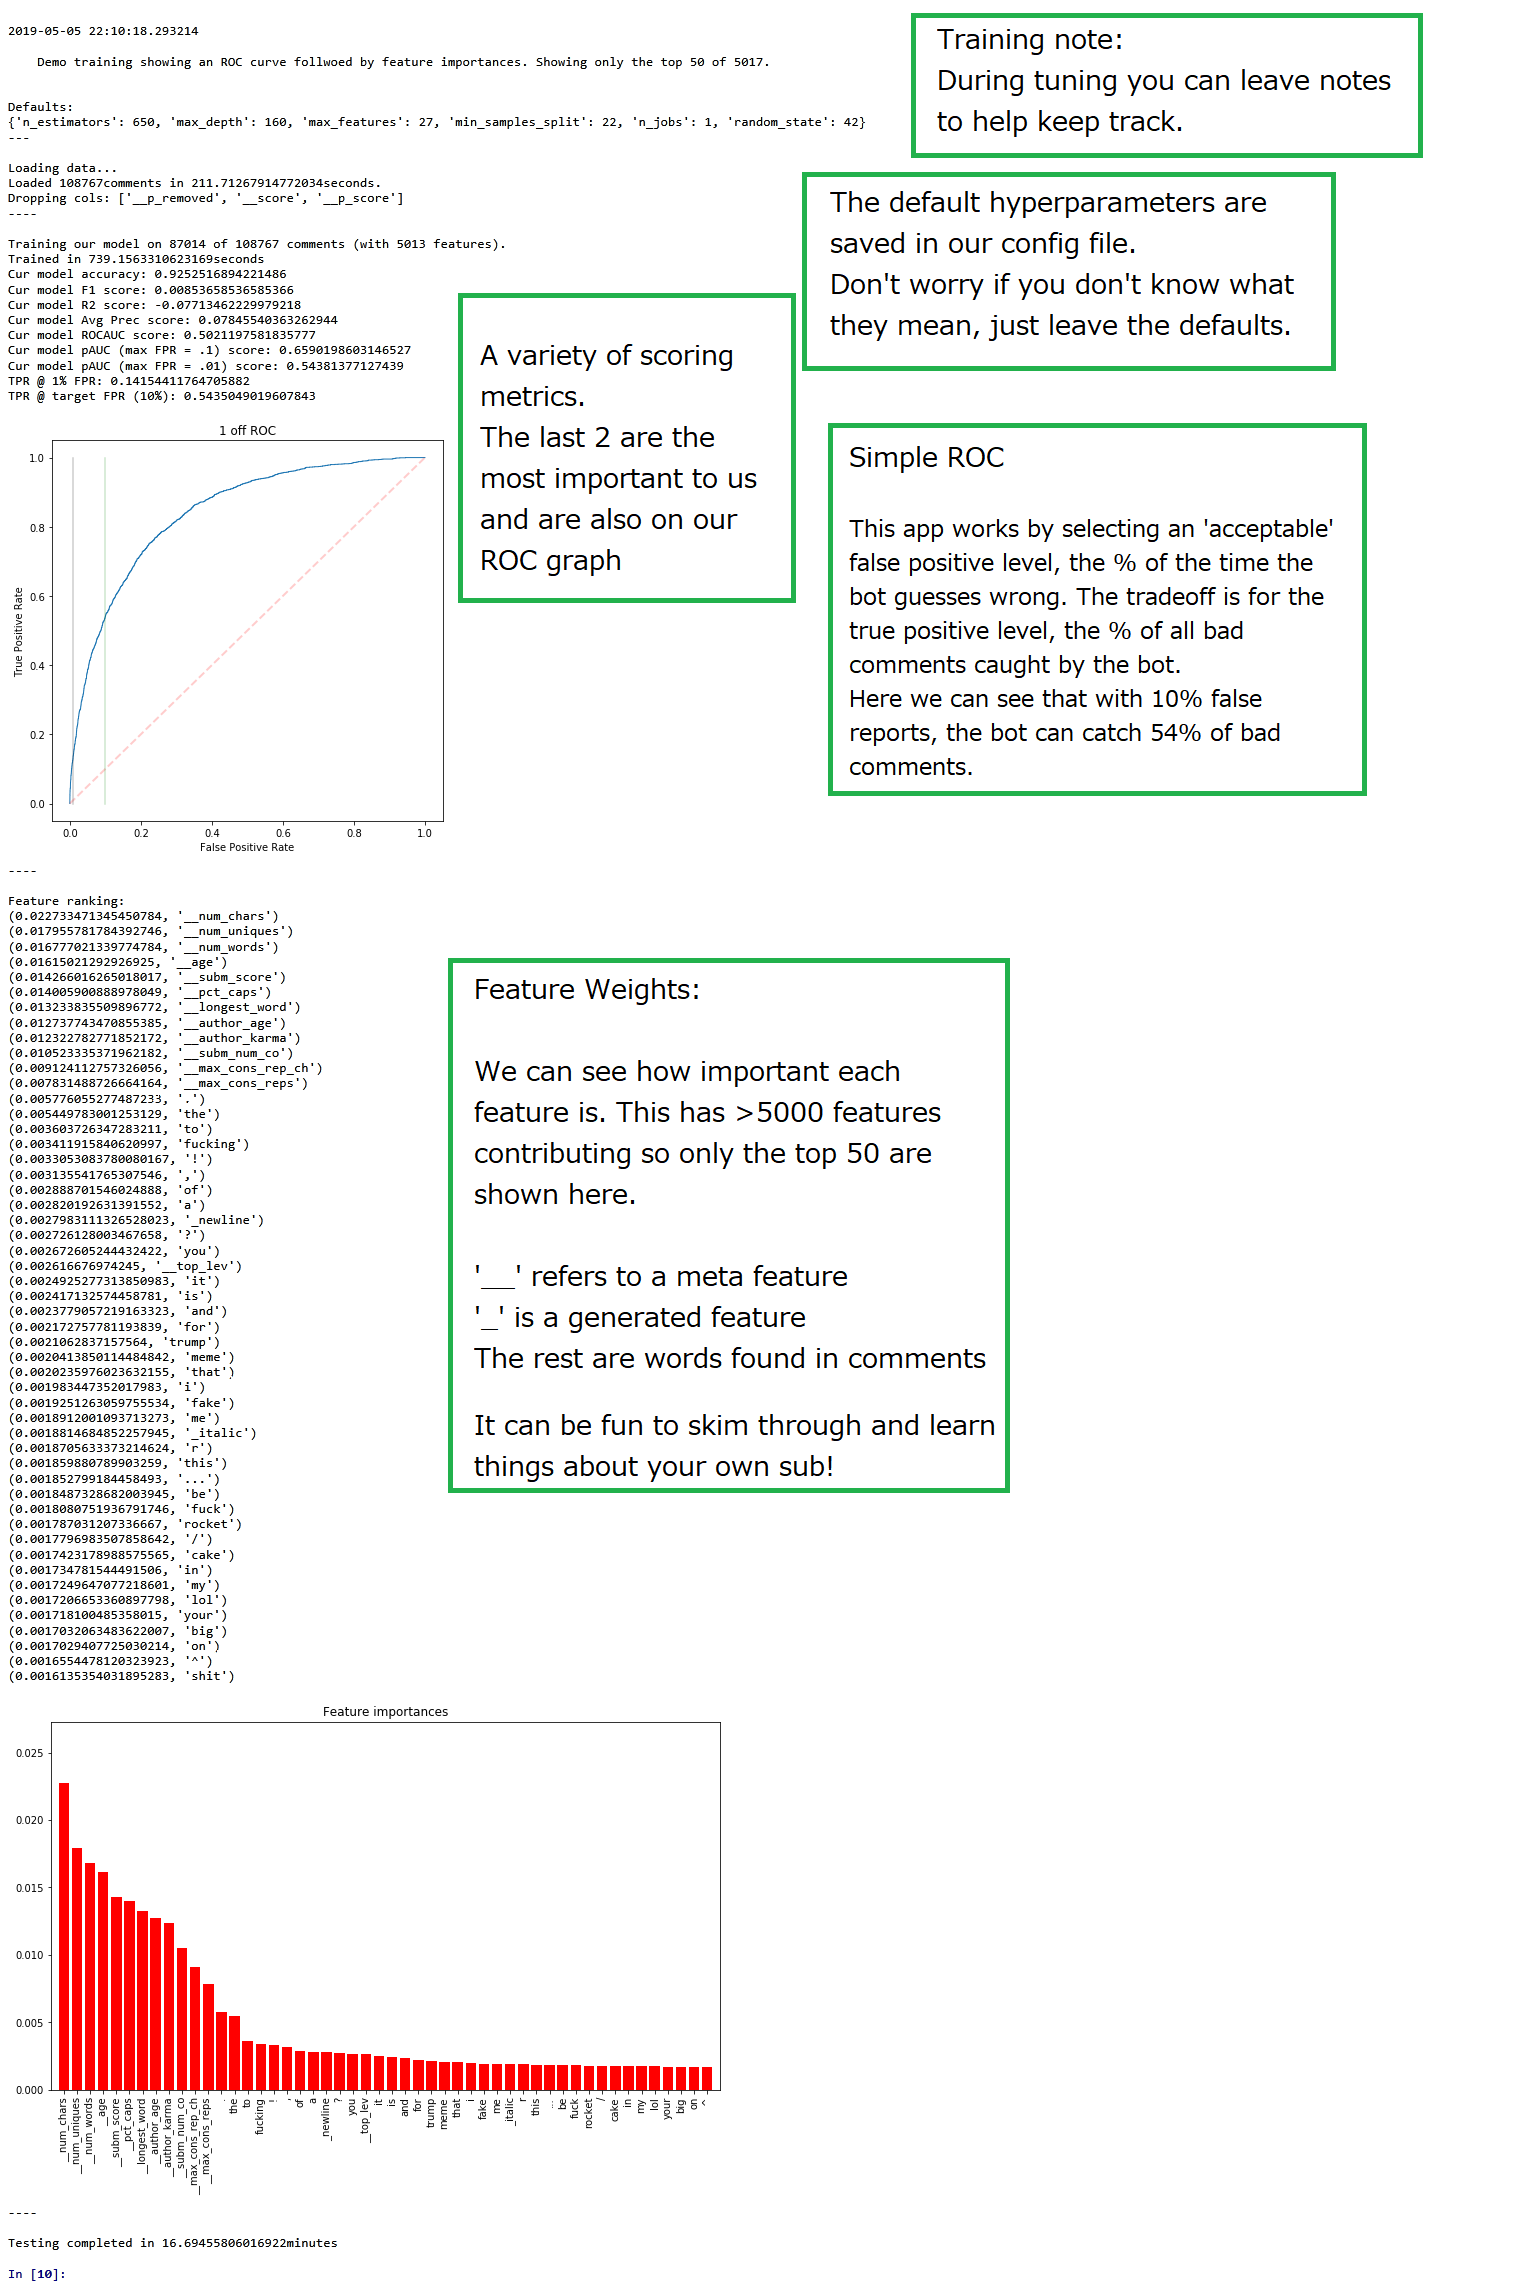 2019-05-05 22:10:18.293214
Demo training showing an ROC curve follwoed by feature importances. Showing only the top 50 of 5017.
Defaults:
{'n_estimators': 650, 'max_depth': 160, 'max_features': 27, 'min_samples_split': 22, 'n_jobs': 1, 'random_state': 42}
---
Loading data...
Loaded 108767comments in 211.71267914772034seconds.
Dropping cols: ['__p_removed', '__score', '__p_score']
----
Training our model on 87014 of 108767 comments (with 5013 features).
Trained in 739.1563310623169seconds
Cur model accuracy: 0.9252516894221486
Cur model F1 score: 0.00853658536585366
Cur model R2 score: -0.07713462229979218
Cur model Avg Prec score: 0.07845540363262944
Cur model ROCAUC score: 0.5021197581835777
Cur model pAUC (max FPR = .1) score: 0.6590198603146527
Cur model pAUC (max FPR = .01) score: 0.54381377127439
TPR @ 1% FPR: 0.14154411764705882
TPR @ target FPR (10%): 0.5435049019607843
Training note:
During tuning you can leave notes
to help keep track.
The default hyperparameters are
saved in our config file.
Don't worry if you don't know what
they mean, just leave the defaults.
A variety of scoring
metrics.
The last 2 are the
most important to us
and are also on our
ROC graph
Simple ROC
This app works by selecting an 'acceptable'
false positive level, the % of the time the
bot guesses wrong. The tradeoff is for the
true positive level, the % of all bad
comments caught by the bot.
Here we can see that with 10% false
reports, the bot can catch 54% of bad
comments.
1 off ROC
True Positive Rate
1.0
0.8
0.6
0.4
0.2
0.0
0.0 0.2 0.4 0.6 0.8 1.0
False Positive Rate
----
Feature ranking:
(0.022733471345450784, '__num_chars')
(0.017955781784392746, '__num_uniques')
(0.016777021339774784, '__num_words')
(0.01615021292926925, '__age')
(0.014266016265018017, '__subm_score')
(0.014005900888978049, '__pct_caps')
(0.013233835509896772, '__longest_word')
(0.012737743470855385, '__author_age')
(0.012322782771852172, '__author_karma')
(0.010523335371962182, '__subm_num_co')
(0.009124112757326056, '__max_cons_rep_ch')
(0.007831488726664164, '__max_cons_reps')
(0.005776055277487233, '.')
(0.005449783001253129, 'the')
(0.003603726347283211, 'to')
(0.003411915840620997, 'fucking')
(0.0033053083780080167, '!')
(0.003135541765307546, ',')
(0.002888701546024888, 'of')
(0.002820192631391552, 'a')
(0.0027983111326528023, '_newline')
(0.002726128003467658, '?')
(0.002672605244432422, 'you')
(0.002616676974245, '__top_lev')
(0.0024925277313850983, 'it')
(0.002417132574458781, 'is')
(0.0023779057219163323, 'and')
(0.002172757781193839, 'for')
(0.0021062837157564, 'trump')
(0.0020413850114484842, 'meme')
(0.0020235976023632155, 'that')
(0.001983447352017983, 'i')
(0.0019251263059755534, 'fake')
(0.0018912001093713273, 'me')
(0.0018814684852257945, '_italic')
(0.0018705633373214624, 'r')
(0.001859880789903259, 'this')
(0.001852799184458493, '...')
(0.0018487328682003945, 'be')
(0.0018080751936791746, 'fuck')
(0.001787031207336667, 'rocket')
(0.0017796983507858642, '/')
(0.0017423178988575565, 'cake')
(0.001734781544491506, 'in')
(0.0017249647077218601, 'my')
(0.0017206653360897798, 'lol')
(0.001718100485358015, 'your')
(0.0017032063483622007, 'big')
(0.0017029407725030214, 'on')
(0.0016554478120323923, '^')
(0.0016135354031895283, 'shit')
Feature Weights:
We can see how important each
feature is. This has >5000 features
contributing so only the top 50 are
shown here.
'__' refers to a meta feature
'_' is a generated feature
The rest are words found in comments
It can be fun to skim through and learn
things about your own sub!
Feature importances
0.025
0.020
0.015
0.010
0.005
0.000
__num_chars
__num_uniques
__num_words
__age
__subm_score
__pct_caps
__longest_word
__author_age
__author_karma
__subm_num_co
__max_cons_rep_ch
__max_cons_reps
.
the
to
fucking
!
,
of
a
_newline
?
you
__top_lev
it
is
and
for
trump
meme
that
i
fake
me
_italic
r
this
...
be
fuck
rocket
/
cake
in
my
lol
your
big
on
^
----
Testing completed in 16.69455806016922minutes
In [10]: